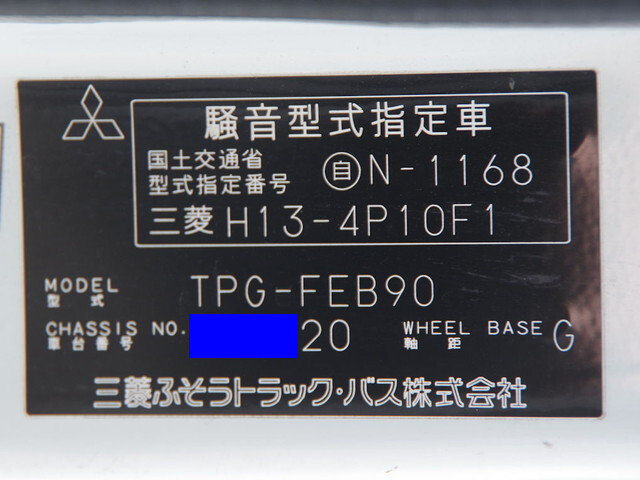 騒音型式指定車
国土交通省
型式指定番号 自N-1168
三菱 H13-4P10F1
MODEL TPG-FEB90
型式
CHASSIS NO. 20 WHEEL BASE G
車台番号 軸距
三菱ふそうトラック・バス株式会社